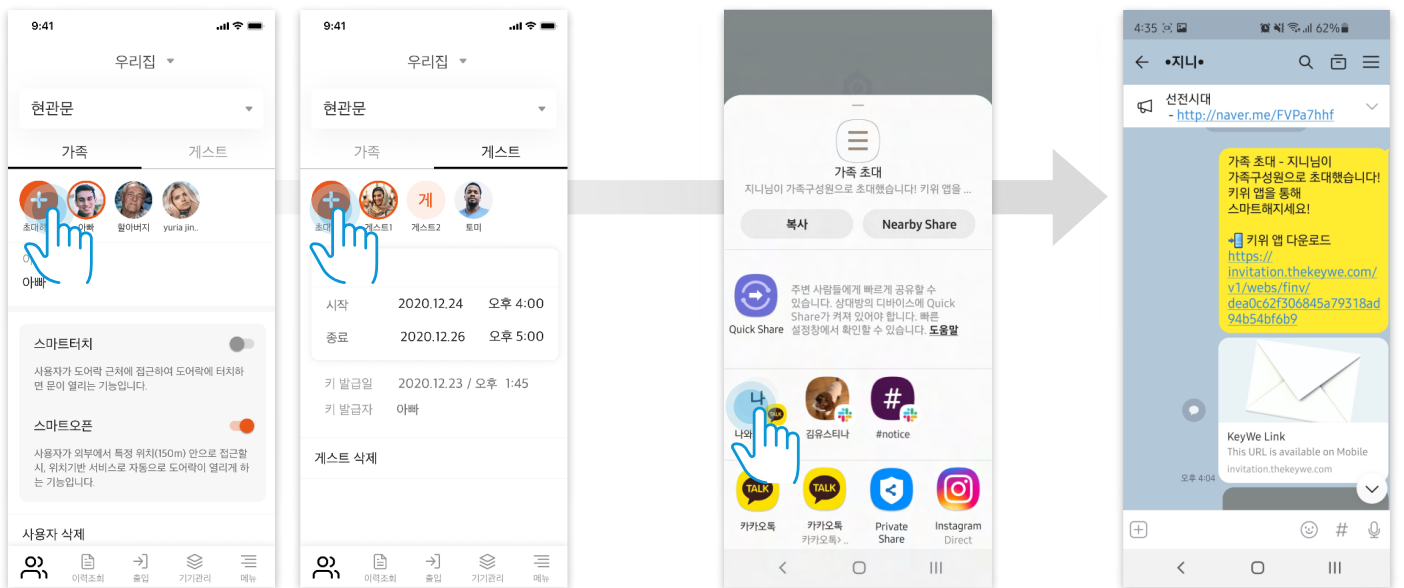 9:41
우리집
현관문
가족
게스트
아빠
할아버지
yuria jin..
아빠
스마트터치
사용자가 도어락 근처에 접근하여 도어락에 터치하
면 문이 열리는 기능입니다.
스마트오픈
사용자가 외부에서 특정 위치(150m) 안으로 접근할
시, 위치기반 서비스로 자동으로 도어락이 열리게 하
는 기능입니다.
사용자 삭제
이력조회
출입
기기관리
메뉴
9:41
우리집
현관문
가족
게스트
게
게스트1
게스트2
토미
시작 2020.12.24 오후 4:00
종료 2020.12.26 오후 5:00
키 발급일 2020.12.23 / 오후 1:45
키 발급자 아빠
게스트 삭제
이력조회
출입
기기관리
메뉴
가족 초대
지니님이 가족구성원으로 초대했습니다! 키위 앱을 ...
복사
Nearby Share
주변 사람들에게 빠르게 공유할 수
있습니다. 상대방의 디바이스에 Quick
Share가 켜져 있어야 합니다. 빠른
설정창에서 확인할 수 있습니다. 도움말
Quick Share
나
TALK
#
김유스티나
#notice
TALK
TALK
카카오톡
카카오톡
카카오톡> ..
Private
Share
Instagram
Direct
4:35
62%
•지니•
선전시대
- http://naver.me/FVPa7hhf
가족 초대 - 지니님이
가족구성원으로 초대했습니다!
키위 앱을 통해
스마트해지세요!
키위 앱 다운로드
https://
invitation.thekeywe.com/
v1/webs/finv/
dea0c62f306845a79318ad
94b54bf6b9
KeyWe Link
This URL is available on Mobile
invitation.thekeywe.com
오후 4:04
#